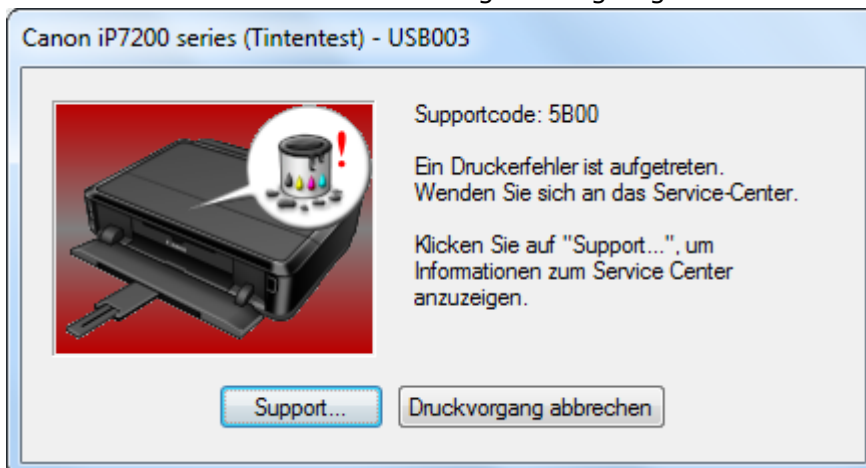 Canon iP7200 series (Tintentest) - USB003
Supportcode: 5B00
Ein Druckerfehler ist aufgetreten.
Wenden Sie sich an das Service-Center.
Klicken Sie auf "Support...", um
Informationen zum Service Center
anzuzeigen.
Support...
Druckvorgang abbrechen